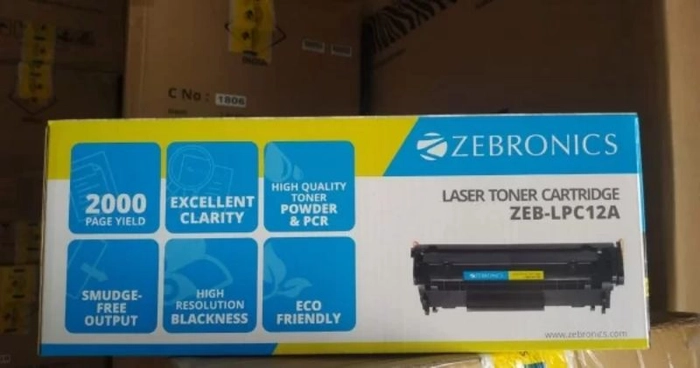 C No : 1806
ZEBRONICS
LASER TONER CARTRIDGE
ZEB-LPC12A
2000
PAGE YIELD
EXCELLENT
CLARITY
HIGH QUALITY
TONER
POWDER
& PCR
SMUDGE-
FREE
OUTPUT
HIGH
RESOLUTION
BLACKNESS
ECO
FRIENDLY
ZEBRONICS
www.zebronics.com